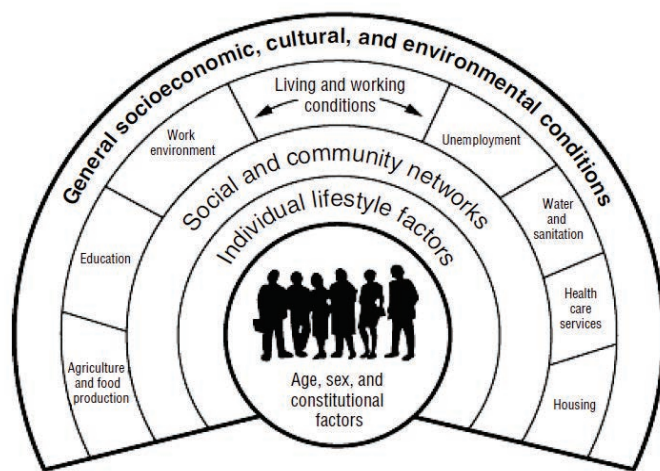 General socioeconomic, cultural, and environmental conditions
Living and working
conditions
Work
environment
Unemployment
Social and community networks
Individual lifestyle factors
Education
Water
and
sanitation
Health
care
services
Agriculture
and food
production
Housing
Age, sex, and
constitutional
factors